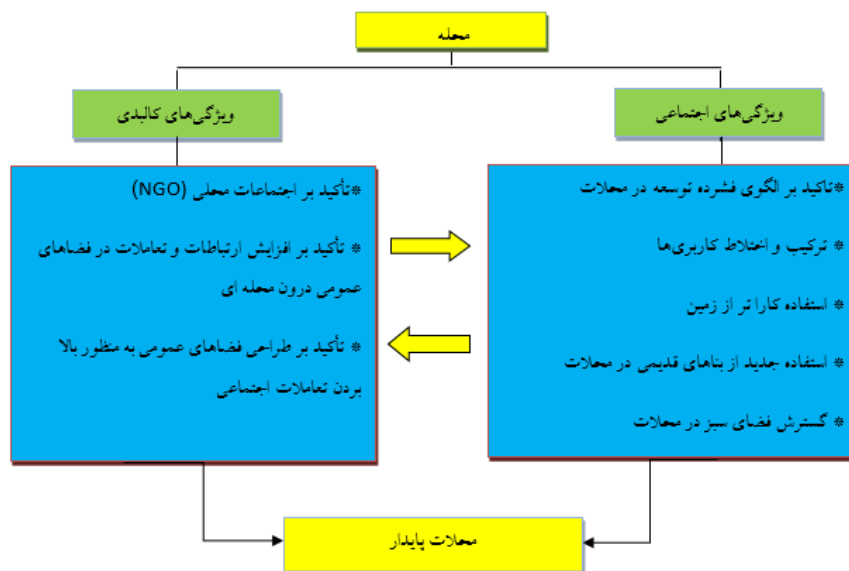 محله
ویژگی‌های اجتماعی
*تاکید بر الگوی فشرده توسعه در محلات
* ترکیب و اختلاط کاربری‌ها
* استفاده کارا تر از زمین
* استفاده جدید از بناهای قدیمی در محلات
* گسترش فضای سبز در محلات
ویژگی‌های کالبدی
*تأکید بر اجتماعات محلی (NGO)
* تأکید بر افزایش ارتباطات و تعاملات در فضاهای
عمومی درون محله ای
* تأکید بر طراحی فضاهای عمومی به منظور بالا
بردن تعاملات اجتماعی
محلات پایدار